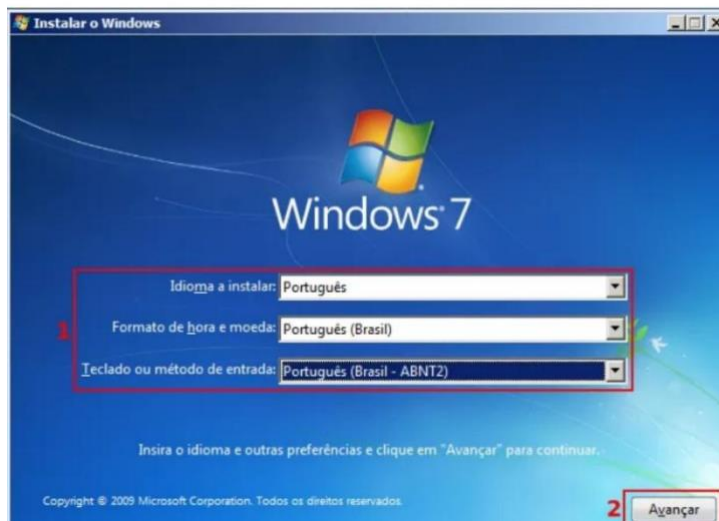 Instalar o Windows
Windows 7
1
Idioma a instalar: Português
Formato de hora e moeda: Português (Brasil)
Teclado ou método de entrada: Português (Brasil - ABNT2)
Insira o idioma e outras preferências e clique em "Avançar" para continuar.
Copyright © 2009 Microsoft Corporation. Todos os direitos reservados.
2 Avançar